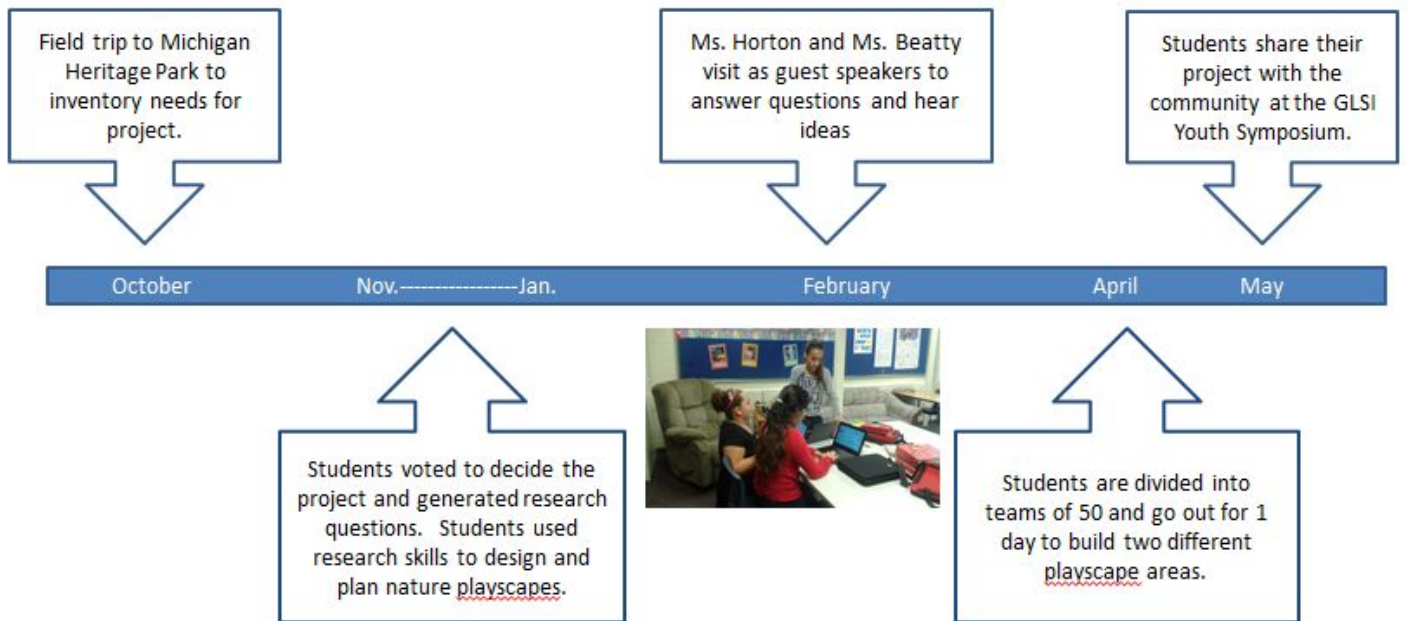 Field trip to Michigan
Heritage Park to
inventory needs for
project.
Ms. Horton and Ms. Beatty
visit as guest speakers to
answer questions and hear
ideas
Students share their
project with the
community at the GLSI
Youth Symposium.
October
Nov.-----------------Jan.
February
April
May
Students voted to decide the
project and generated research
questions. Students used
research skills to design and
plan nature playscapes.
Students are divided into
teams of 50 and go out for 1
day to build two different
playscape areas.